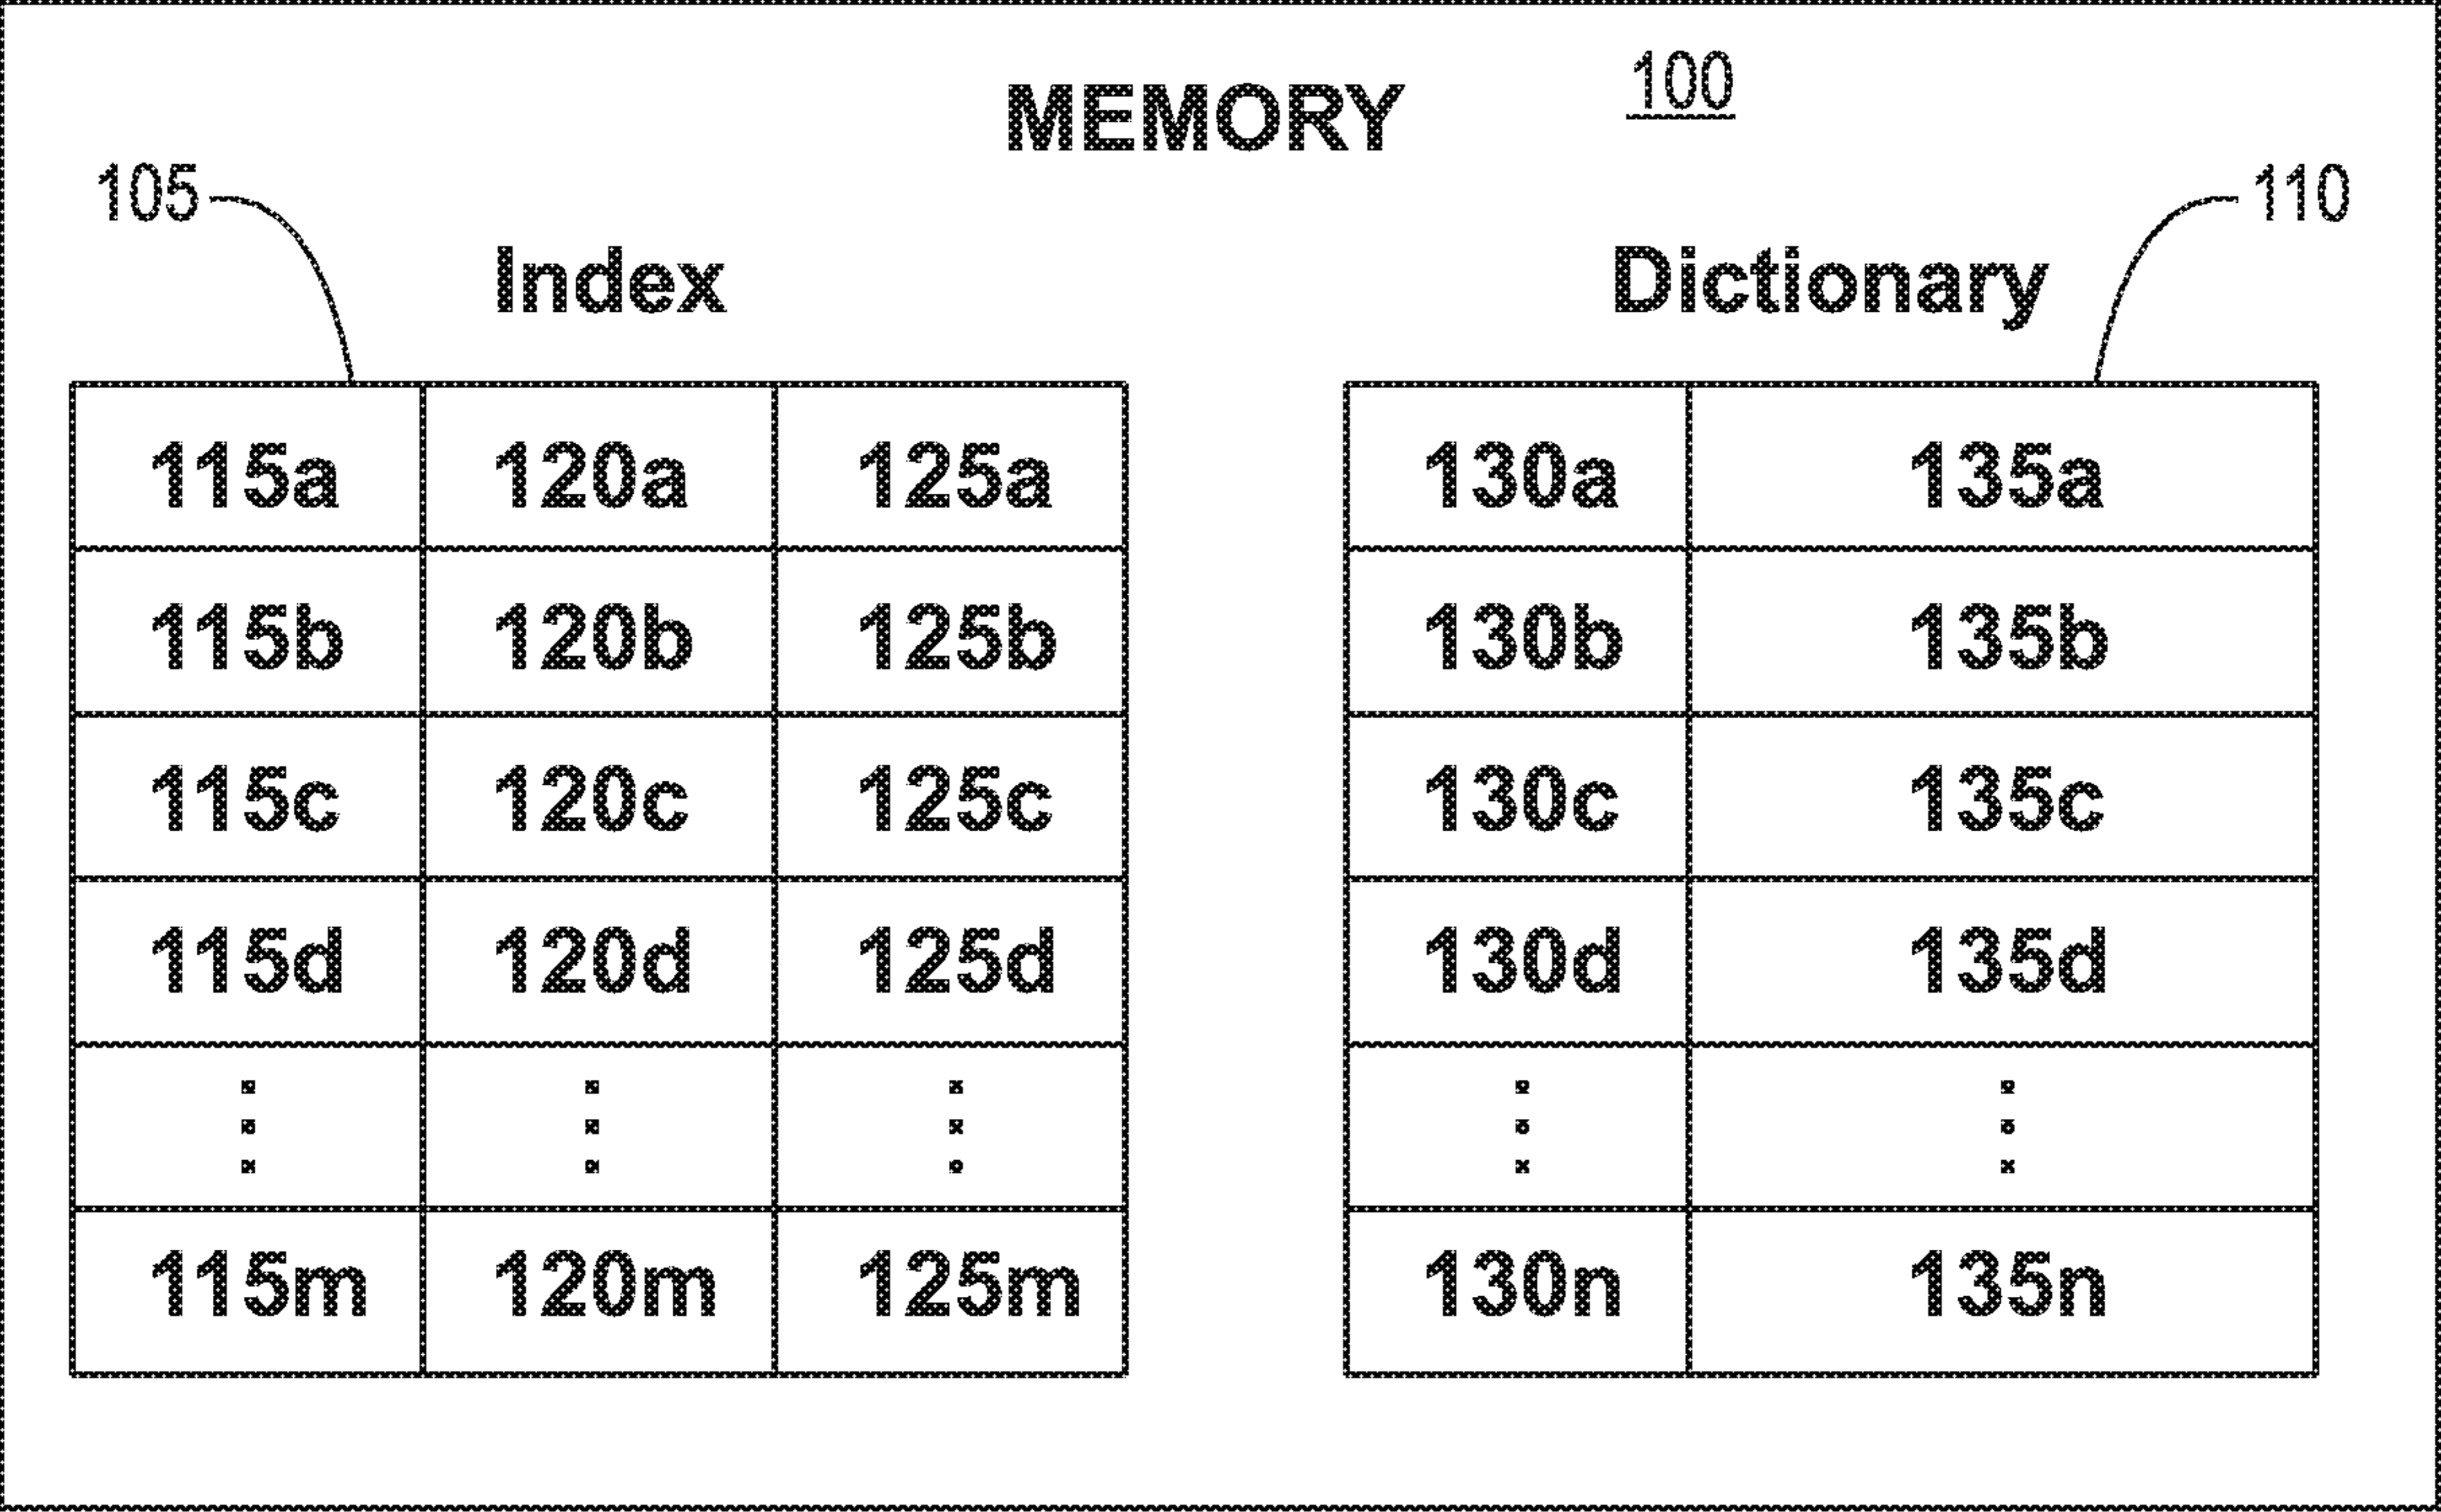 MEMORY 100
105 110
Index Dictionary
115a 120a 125a 130a 135a
115b 120b 125b 130b 135b
115c 120c 125c 130c 135c
115d 120d 125d 130d 135d
115m 120m 125m 130n 135n